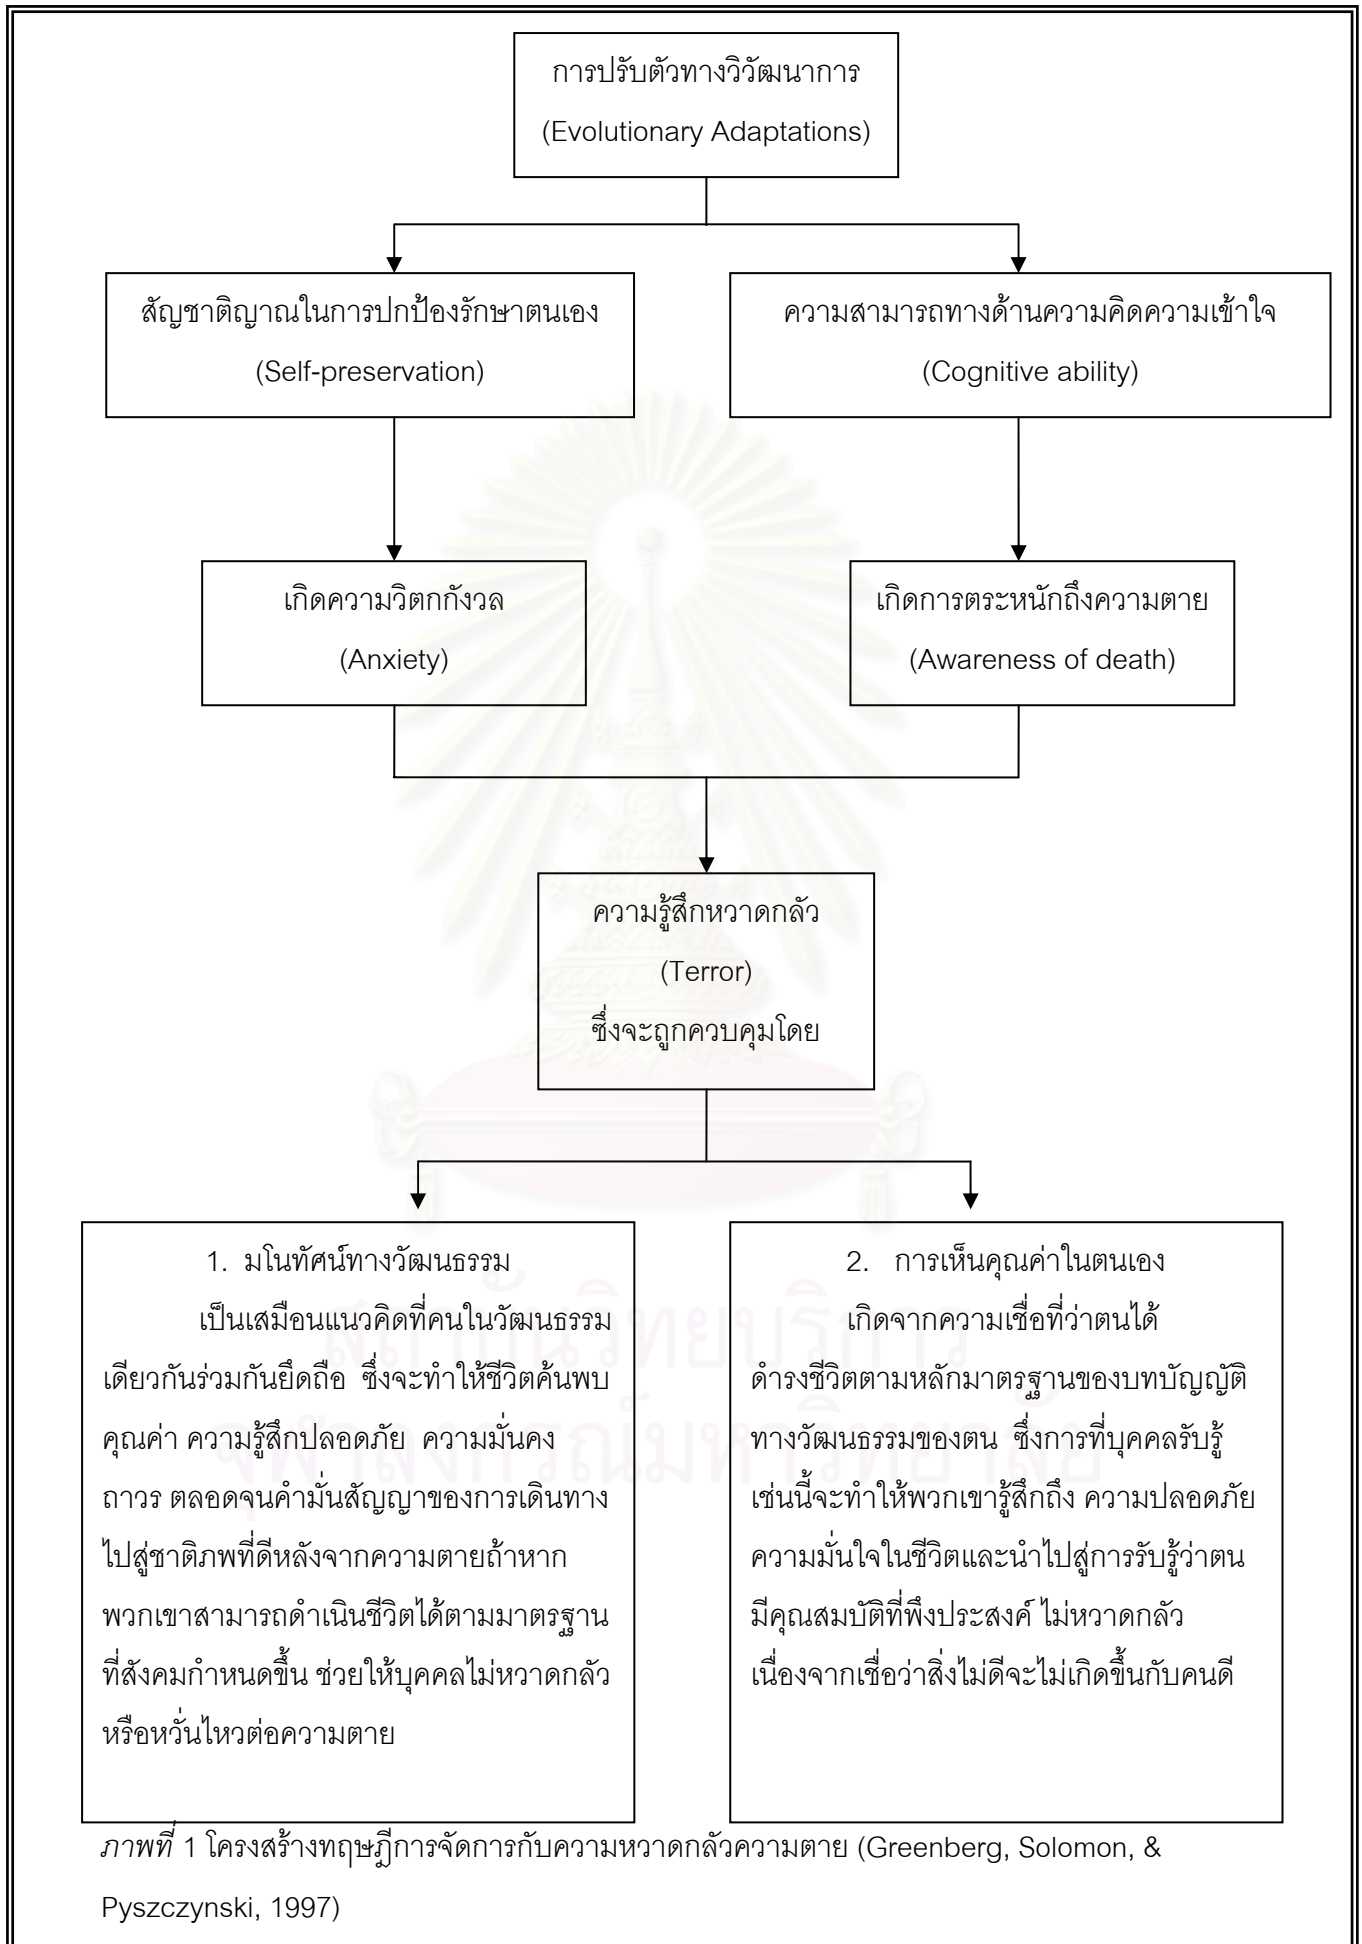 การปรับตัวทางวิวัฒนาการ
(Evolutionary Adaptations)
สัญชาติญาณในการปกป้องรักษาตนเอง
(Self-preservation)
ความสามารถทางด้านความคิดความเข้าใจ
(Cognitive ability)
เกิดความวิตกกังวล
(Anxiety)
เกิดการตระหนักถึงความตาย
(Awareness of death)
ความรู้สึกหวาดกลัว
(Terror)
ซึ่งจะถูกควบคุมโดย
1. มโนทัศน์ทางวัฒนธรรม
เป็นเสมือนแนวคิดที่คนในวัฒนธรรม
เดียวกันร่วมกันยึดถือ ซึ่งจะทำให้ชีวิตค้นพบ
คุณค่า ความรู้สึกปลอดภัย ความมั่นคง
ถาวร ตลอดจนคำมั่นสัญญาของการเดินทาง
ไปสู่ชาติภพที่ดีหลังจากความตายถ้าหาก
พวกเขาสามารถดำเนินชีวิตได้ตามมาตรฐาน
ที่สังคมกำหนดขึ้น ช่วยให้บุคคลไม่หวาดกลัว
หรือหวั่นไหวต่อความตาย
2. การเห็นคุณค่าในตนเอง
เกิดจากความเชื่อที่ว่าตนได้
ดำรงชีวิตตามหลักมาตรฐานของบทบัญญัติ
ทางวัฒนธรรมของตน ซึ่งการที่บุคคลรับรู้
เช่นนี้จะทำให้พวกเขารู้สึกถึง ความปลอดภัย
ความมั่นใจในชีวิตและนำไปสู่การรับรู้ว่าตน
มีคุณสมบัติที่พึงประสงค์ ไม่หวาดกลัว
เนื่องจากเชื่อว่าสิ่งไม่ดีจะไม่เกิดขึ้นกับคนดี
สถาบันวิทยบริการ
จุฬาลงกรณ์มหาวิทยาลัย
ภาพที่ 1 โครงสร้างทฤษฎีการจัดการกับความหวาดกลัวความตาย (Greenberg, Solomon, &
Pyszczynski, 1997)